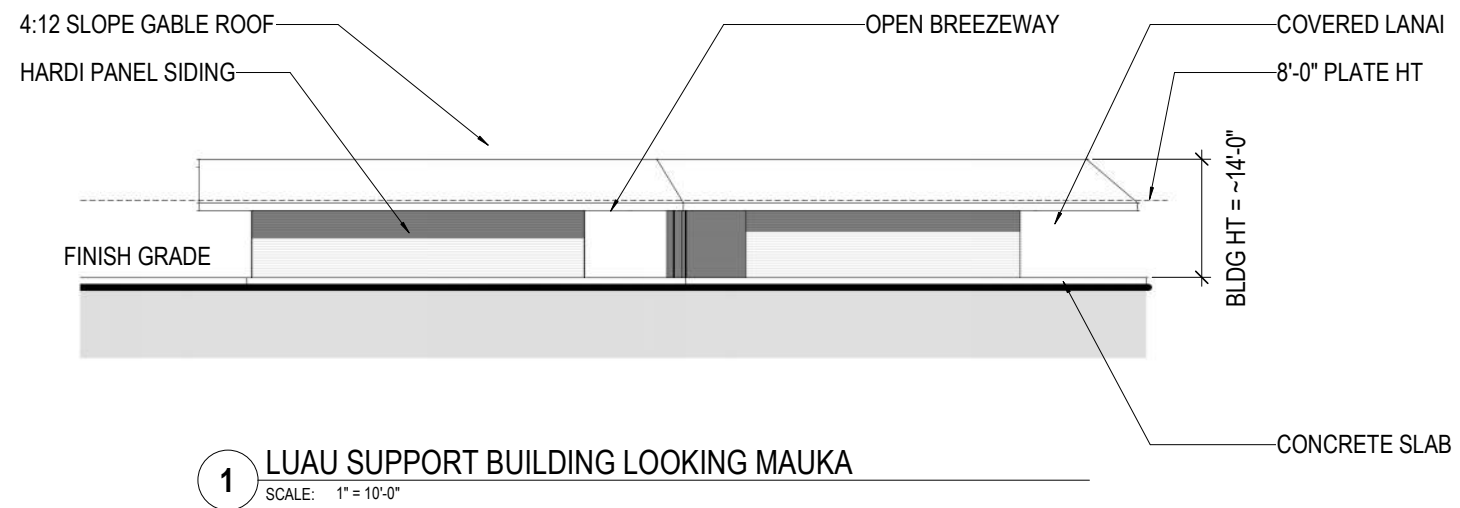 4:12 SLOPE GABLE ROOF
OPEN BREEZEWAY
COVERED LANAI
HARDI PANEL SIDING
8'-0" PLATE HT
BLDG HT = ~14'-0"
FINISH GRADE
CONCRETE SLAB
1
LUAU SUPPORT BUILDING LOOKING MAUKA
SCALE: 1" = 10'-0"